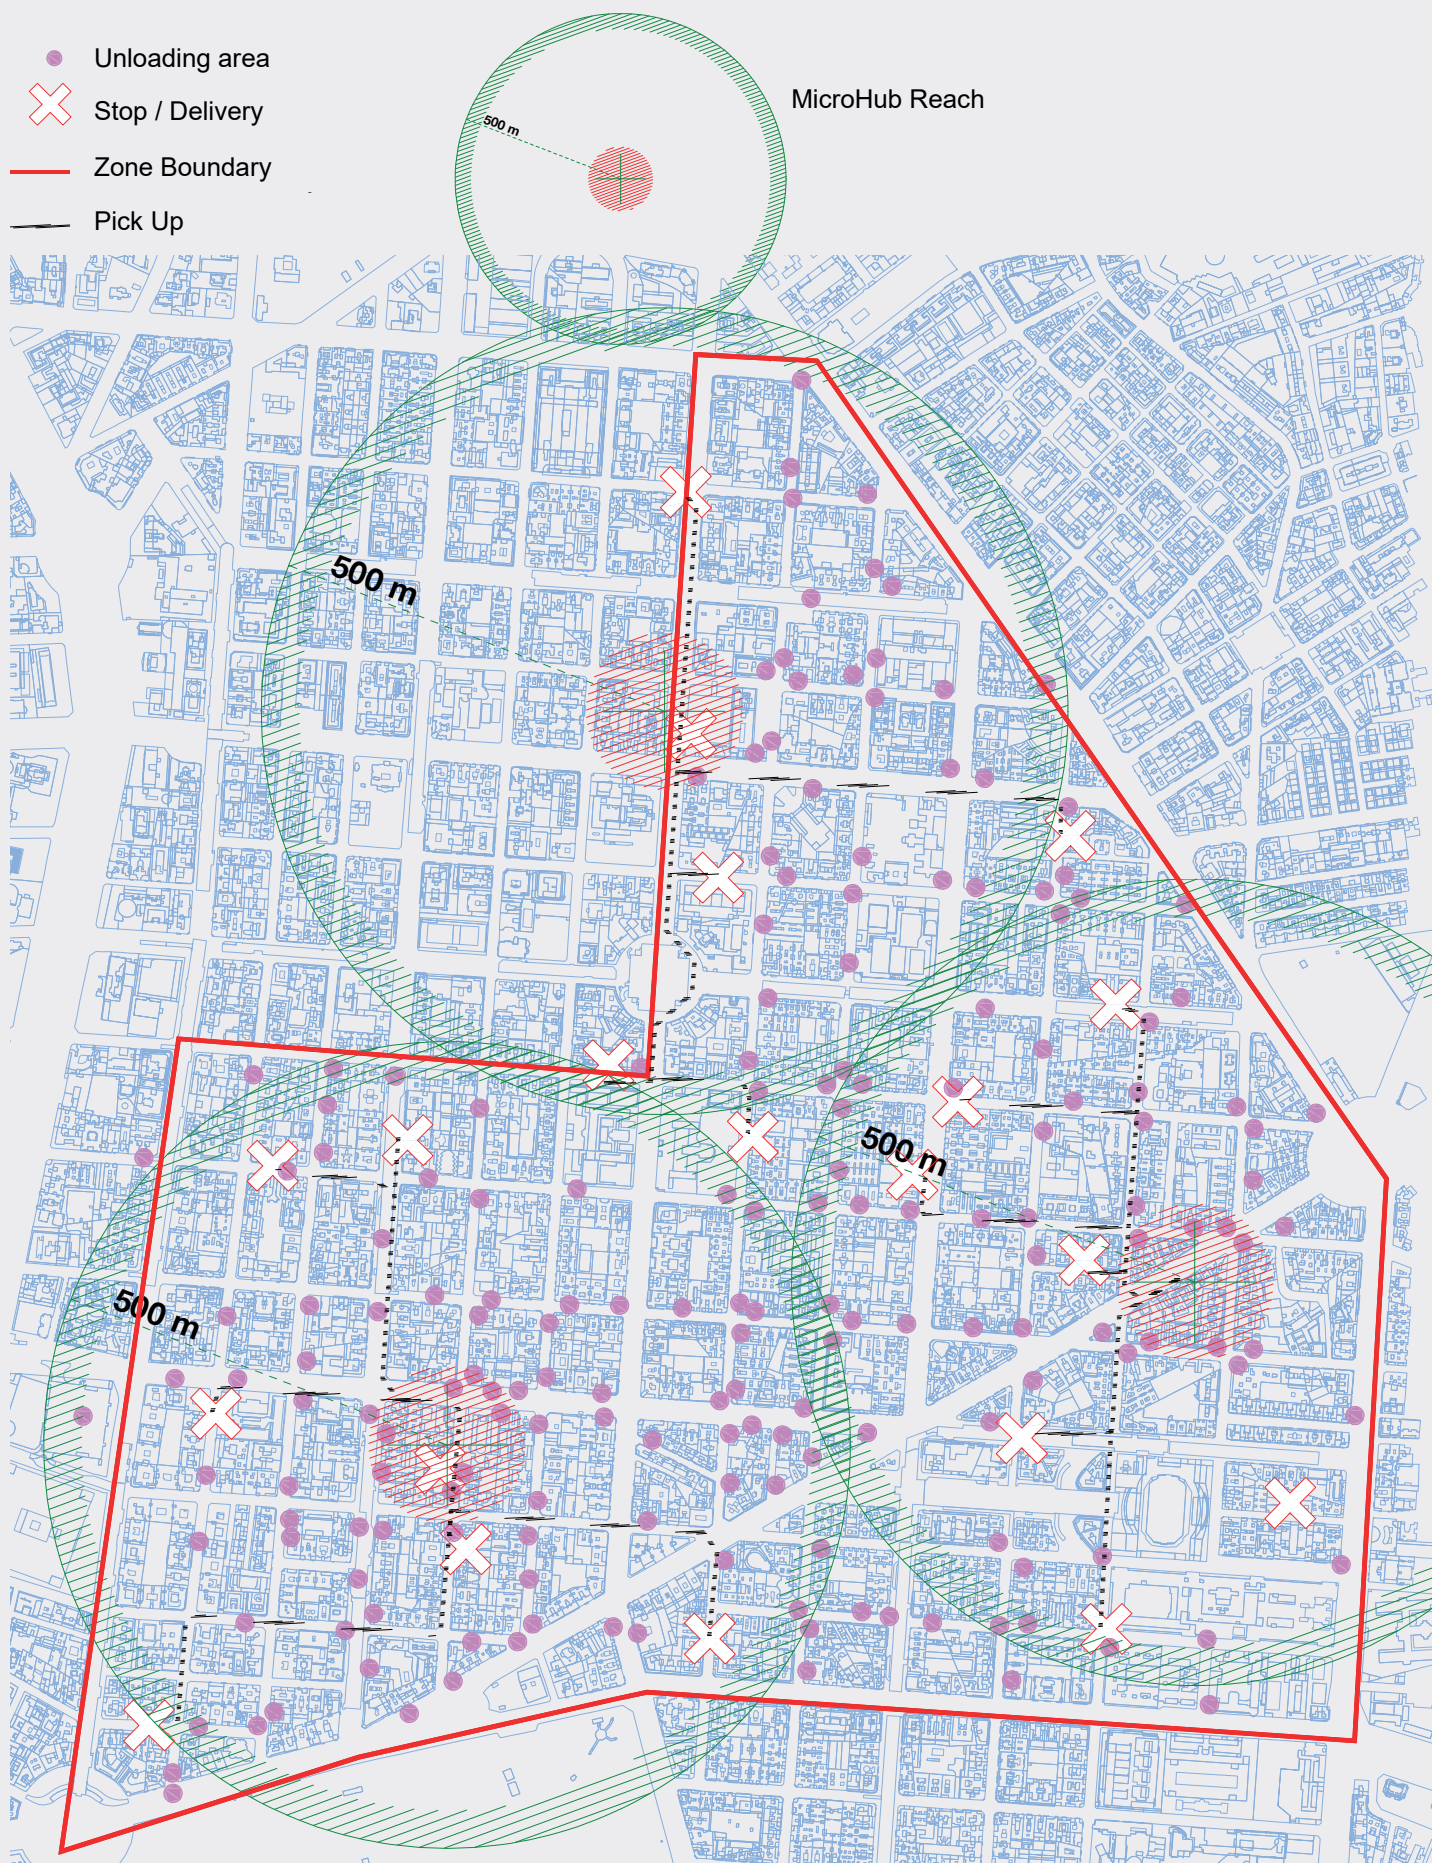 Unloading area
Stop / Delivery
Zone Boundary
Pick Up
MicroHub Reach
500 m
500 m
500 m
500 m